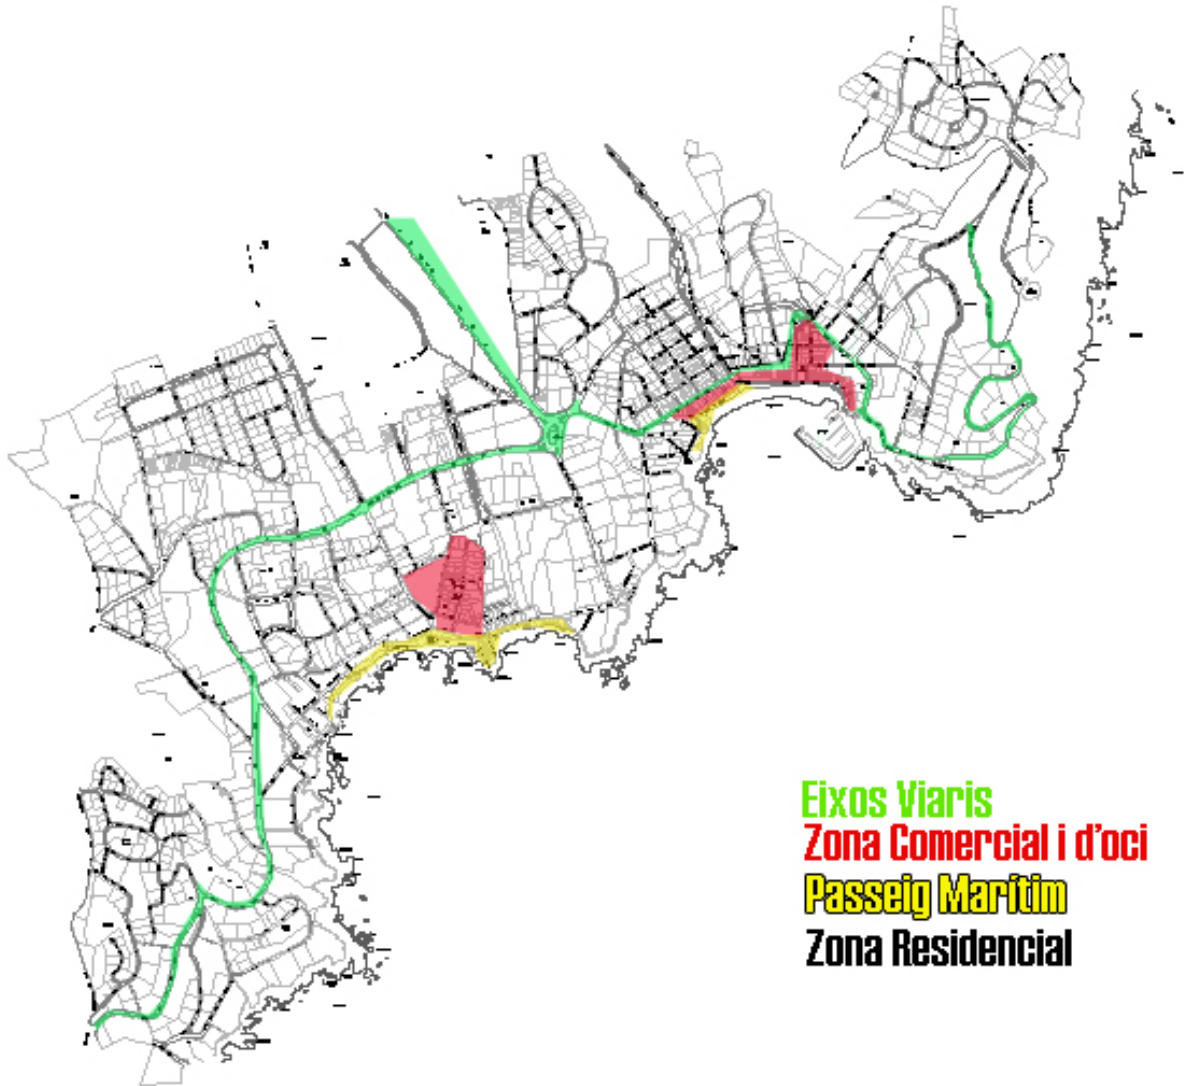 Eixos Viaris
Zona Comercial i d'oci
Passeig Marítim
Zona Residencial